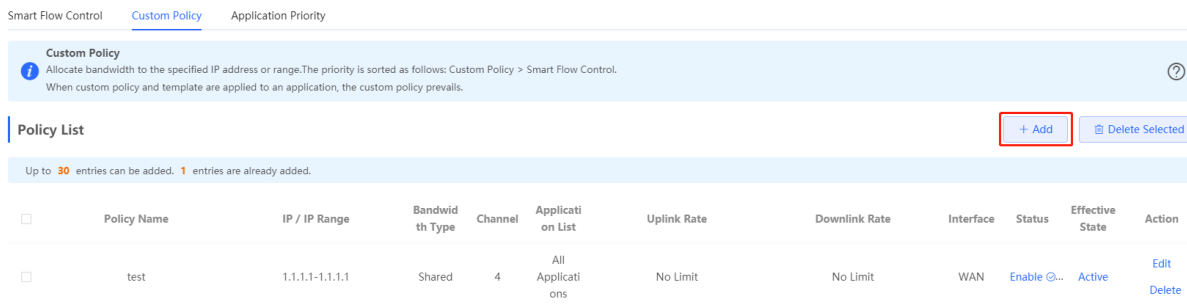 Smart Flow Control Custom Policy Application Priority
Custom Policy
Allocate bandwidth to the specified IP address or range.The priority is sorted as follows: Custom Policy > Smart Flow Control.
When custom policy and template are applied to an application, the custom policy prevails.
Policy List + Add Delete Selected
Up to 30 entries can be added. 1 entries are already added.
Policy Name IP / IP Range Bandwid
th Type Channel Applicati
on List Uplink Rate Downlink Rate Interface Status Effective
State Action
test 1.1.1.1-1.1.1.1 Shared 4 All
Applicati
ons No Limit No Limit WAN Enable ... Active Edit
Delete